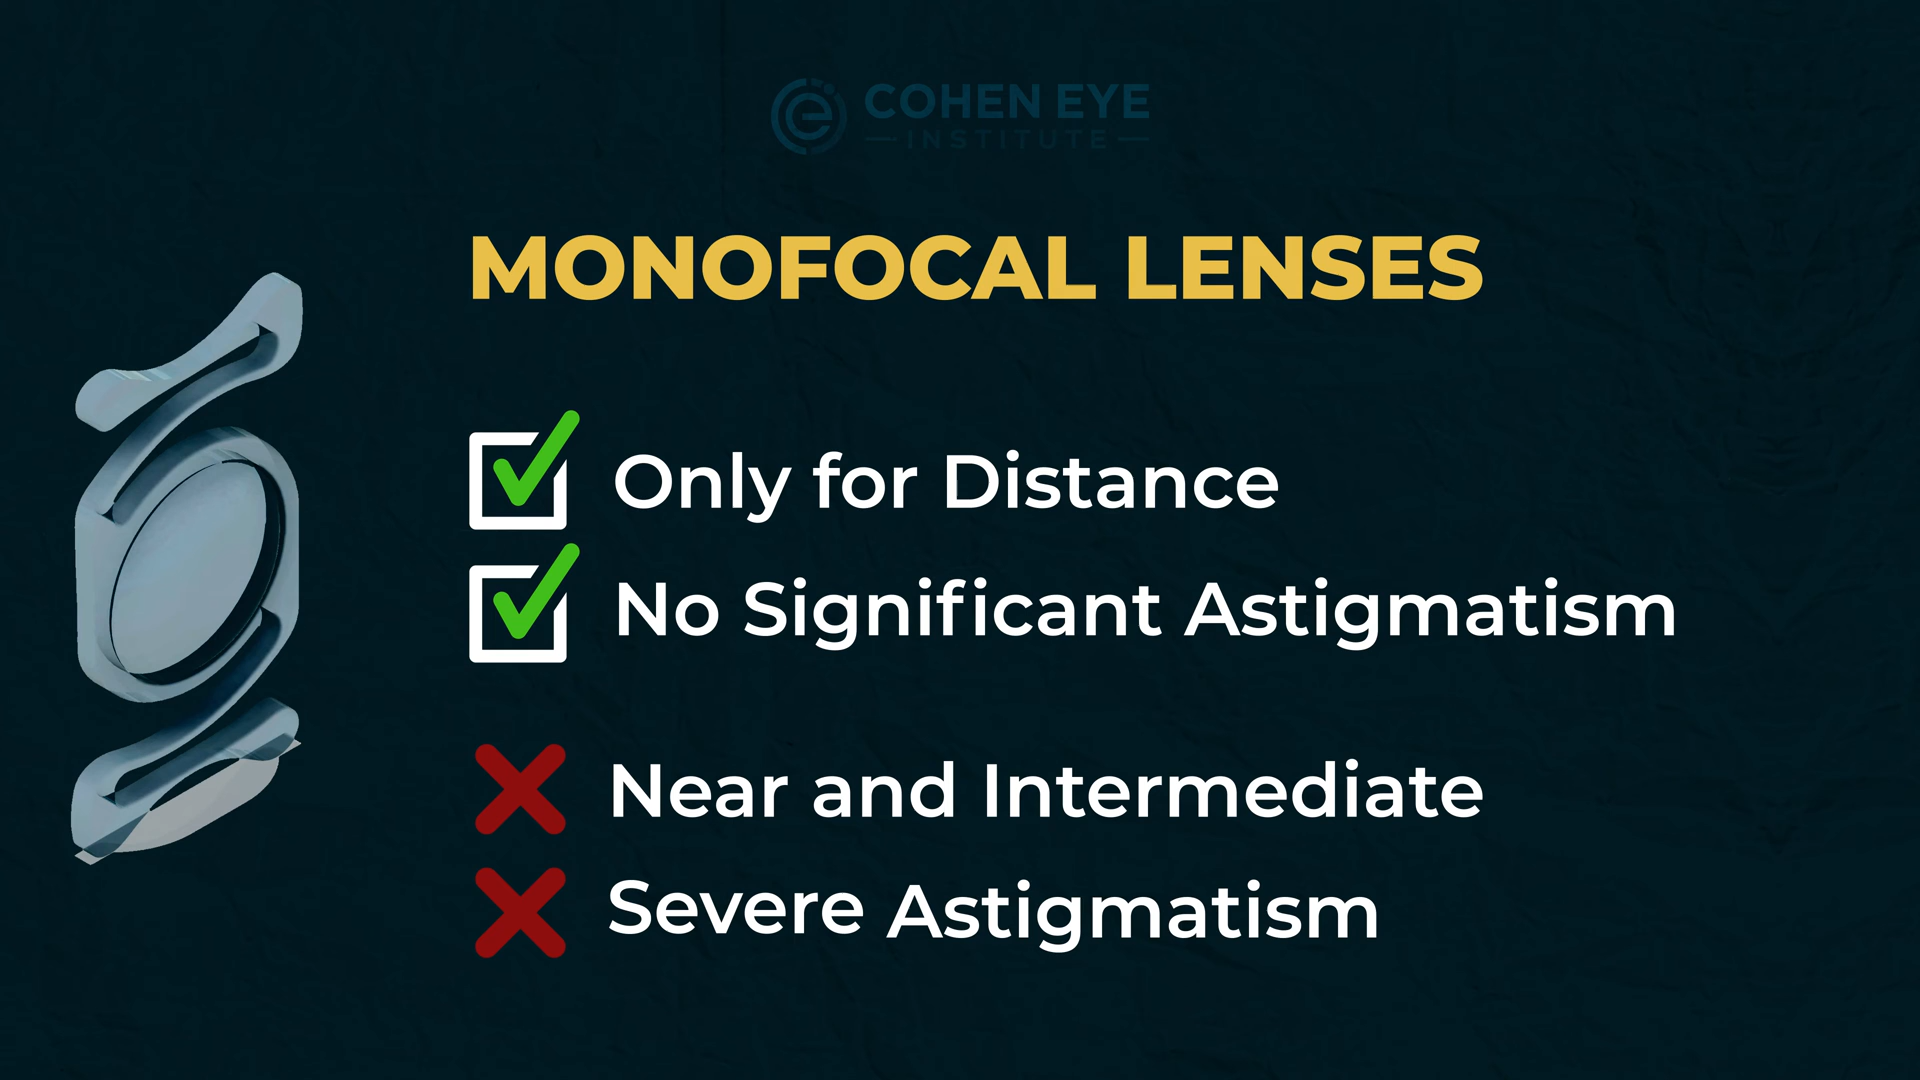 COHEN EYE
INSTITUTE
MONOFOCAL LENSES
Only for Distance
No Significant Astigmatism
Near and Intermediate
Severe Astigmatism